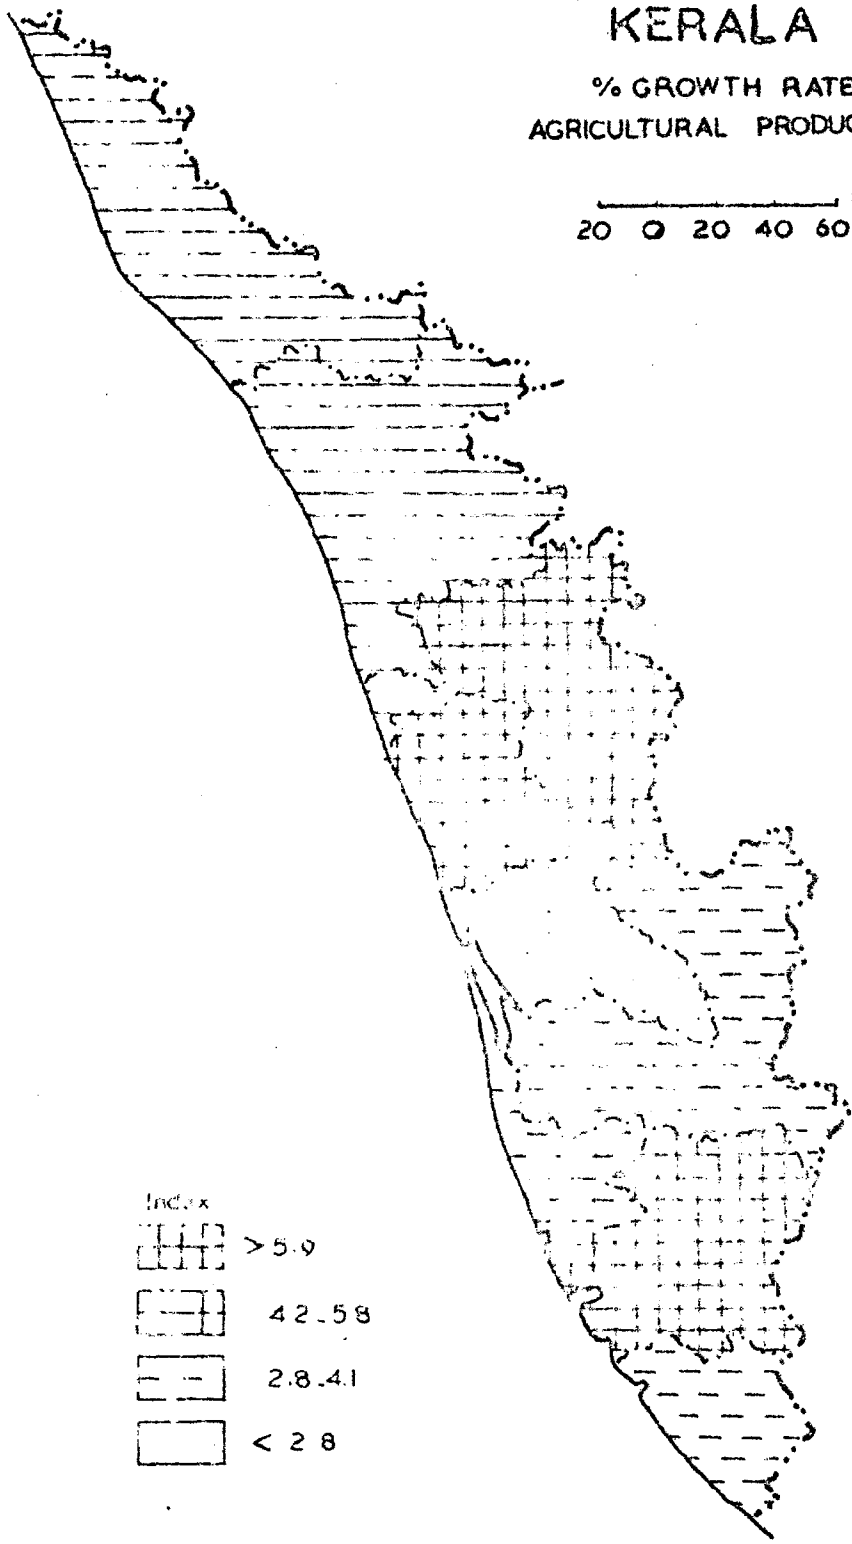 KERALA
% GROWTH RATE
AGRICULTURAL PRODUC
20 0 20 40 60
Index
> 5.9
4 2 - 5 8
2.8 - 4.1
< 2 8